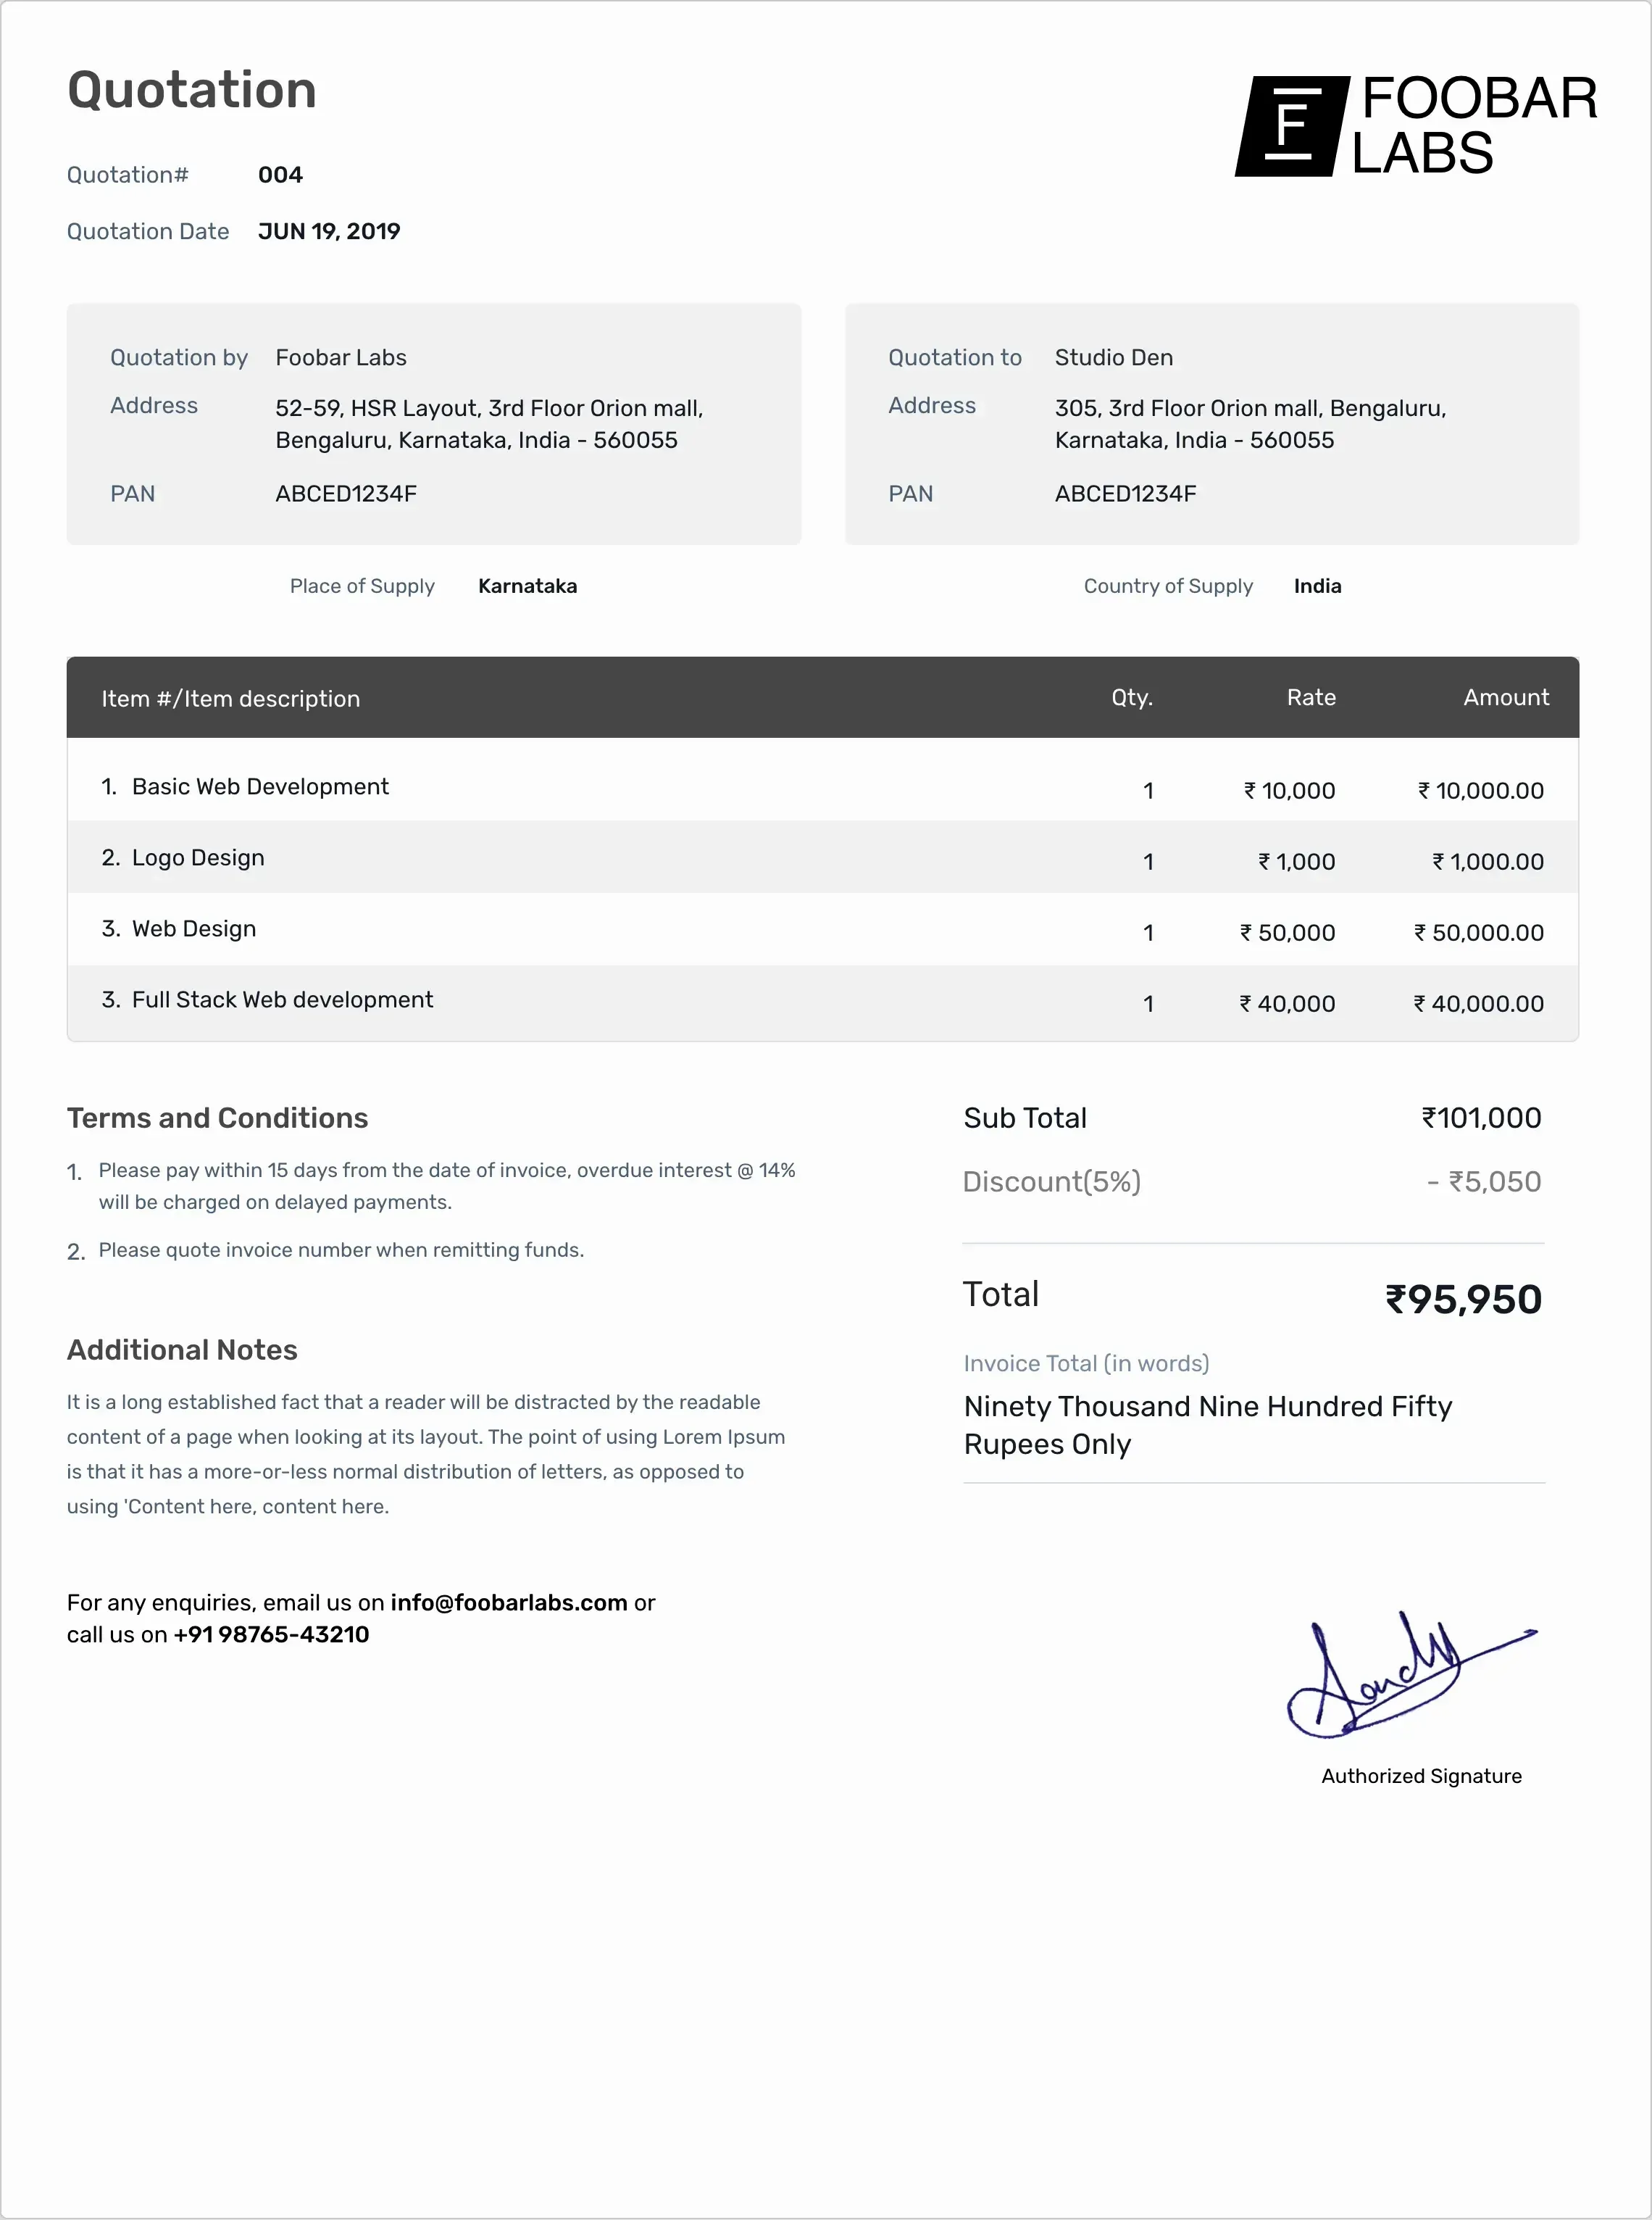 Quotation
F FOOBAR
LABS
Quotation# 004
Quotation Date JUN 19, 2019
Quotation by Foobar Labs
Address 52-59, HSR Layout, 3rd Floor Orion mall,
Bengaluru, Karnataka, India - 560055
PAN ABCED1234F
Quotation to Studio Den
Address 305, 3rd Floor Orion mall, Bengaluru,
Karnataka, India - 560055
PAN ABCED1234F
Place of Supply Karnataka
Country of Supply India
Item #/Item description Qty. Rate Amount
1. Basic Web Development 1 ₹ 10,000 ₹ 10,000.00
2. Logo Design 1 ₹ 1,000 ₹ 1,000.00
3. Web Design 1 ₹ 50,000 ₹ 50,000.00
3. Full Stack Web development 1 ₹ 40,000 ₹ 40,000.00
Terms and Conditions
1. Please pay within 15 days from the date of invoice, overdue interest @ 14%
will be charged on delayed payments.
2. Please quote invoice number when remitting funds.
Additional Notes
It is a long established fact that a reader will be distracted by the readable
content of a page when looking at its layout. The point of using Lorem Ipsum
is that it has a more-or-less normal distribution of letters, as opposed to
using 'Content here, content here.
For any enquiries, email us on info@foobarlabs.com or
call us on +91 98765-43210
Sub Total ₹101,000
Discount(5%) - ₹5,050
Total ₹95,950
Invoice Total (in words)
Ninety Thousand Nine Hundred Fifty
Rupees Only
Authorized Signature